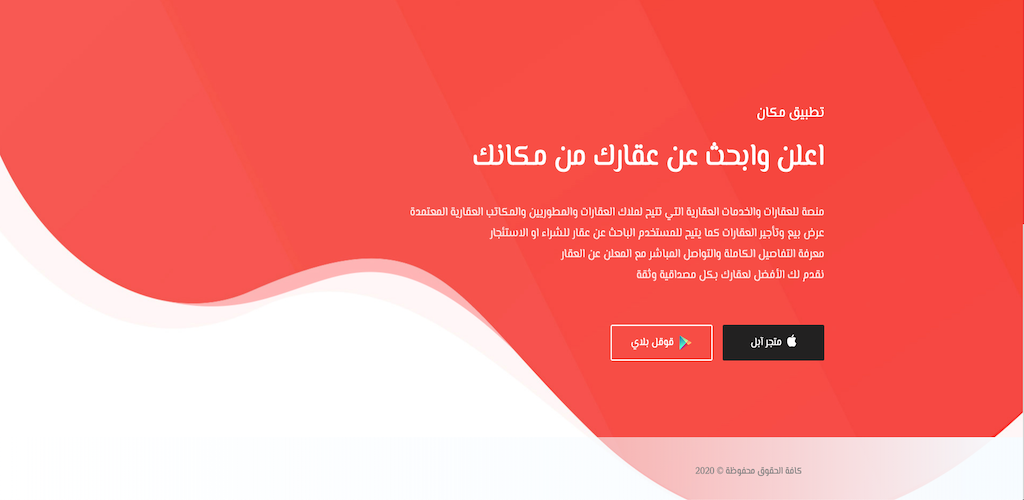 تطبيق مكان
اعلن وابحث عن عقارك من مكانك
منصة للعقارات والخدمات العقارية التي تتيح لملاك العقارات والمطوريين والمكاتب العقارية المعتمدة
عرض بيع وتأجير العقارات كما يتيح للمستخدم الباحث عن عقار للشراء او الاستئجار
معرفة التفاصيل الكاملة والتواصل المباشر مع المعلن عن العقار
نقدم لك الأفضل لعقارك بكل مصداقية وثقة
متجر آبل
قوقل بلاي
كافة الحقوق محفوظة © 2020